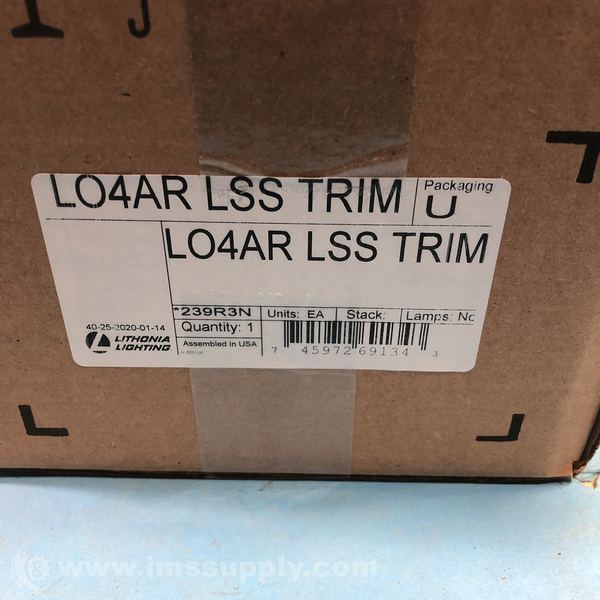 J
LO4AR LSS TRIM
Packaging
U
LO4AR LSS TRIM
*239R3N
Units: EA
Stack:
Lamps: No
40-25-2020-01-14
Quantity: 1
LITHONIA
LIGHTING
Assembled in USA
7 45972 69134 3
www.imssupply.com